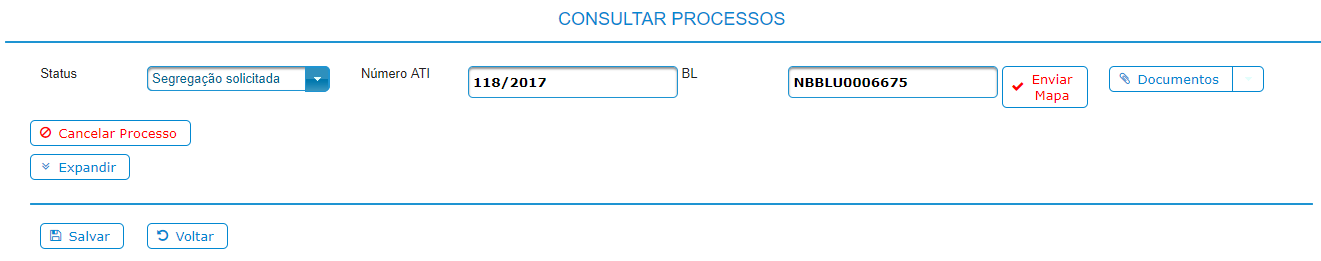 CONSULTAR PROCESSOS
Status Segregação solicitada Número ATI 118/2017 BL NBBLU0006675 Enviar Mapa Documentos
Cancelar Processo
Expandir
Salvar Voltar